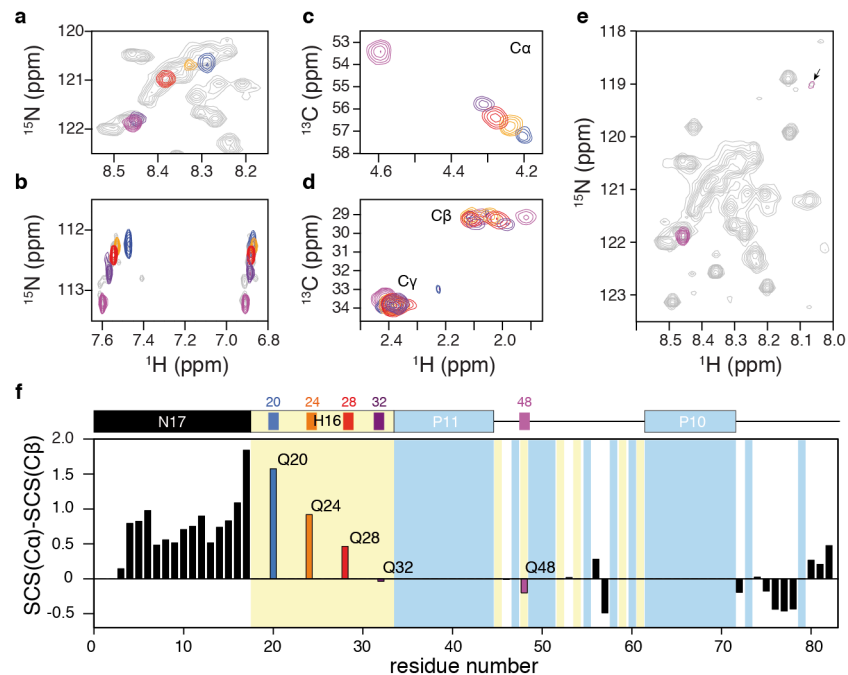 a
120
121
122
15N (ppm)
8.5 8.4 8.3 8.2
b
112
113
15N (ppm)
7.6 7.4 7.2 7.0 6.8
1H (ppm)
c
53
54
55
56
57
58
13C (ppm)
Cα
4.6 4.4 4.2
d
29
30
31
32
33
34
13C (ppm)
Cβ
Cγ
2.4 2.2 2.0
1H (ppm)
e
118
119
120
121
122
123
15N (ppm)
8.5 8.4 8.3 8.2 8.1 8.0
1H (ppm)
f
20 24 28 32 48
N17 H16 P11 P10
2.0
1.5
1.0
0.5
0
-0.5
SCS(Cα)-SCS(Cβ)
Q20
Q24
Q28
Q32 Q48
0 10 20 30 40 50 60 70 80
residue number